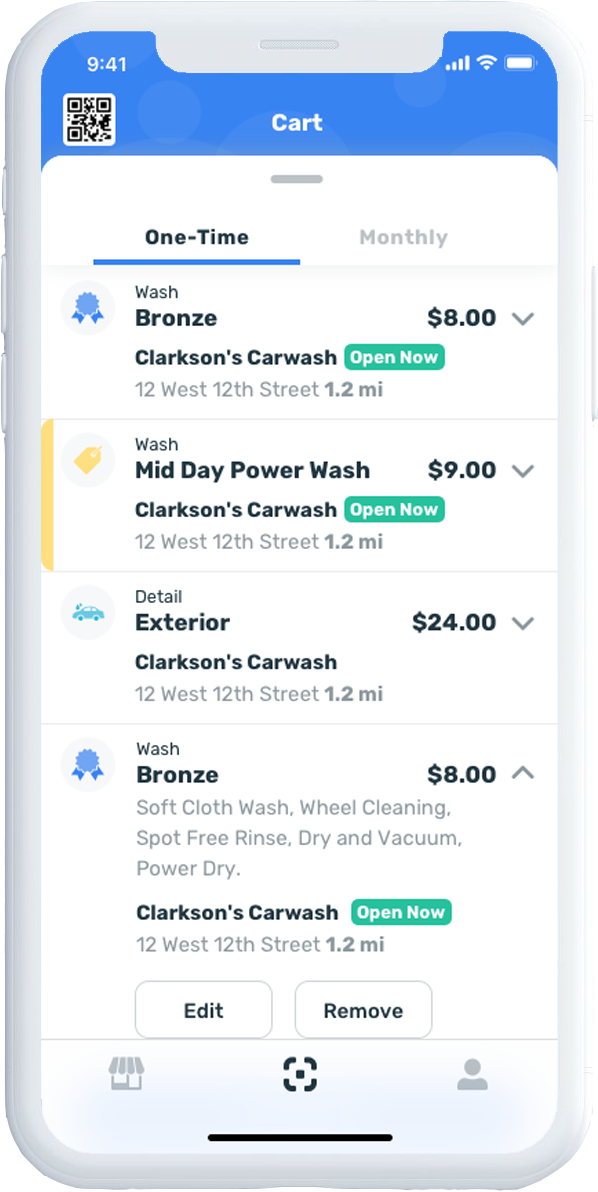 9:41
Cart
One-Time Monthly
Wash
Bronze $8.00
Clarkson's Carwash Open Now
12 West 12th Street 1.2 mi
Wash
Mid Day Power Wash $9.00
Clarkson's Carwash Open Now
12 West 12th Street 1.2 mi
Detail
Exterior $24.00
Clarkson's Carwash
12 West 12th Street 1.2 mi
Wash
Bronze $8.00
Soft Cloth Wash, Wheel Cleaning,
Spot Free Rinse, Dry and Vacuum,
Power Dry.
Clarkson's Carwash Open Now
12 West 12th Street 1.2 mi
Edit Remove